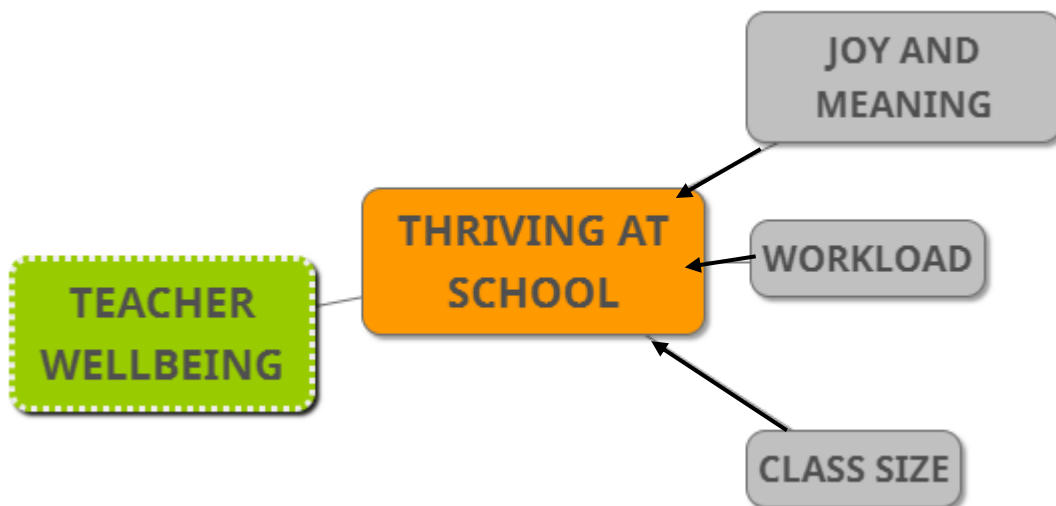 JOY AND
MEANING
THRIVING AT
SCHOOL
WORKLOAD
TEACHER
WELLBEING
CLASS SIZE